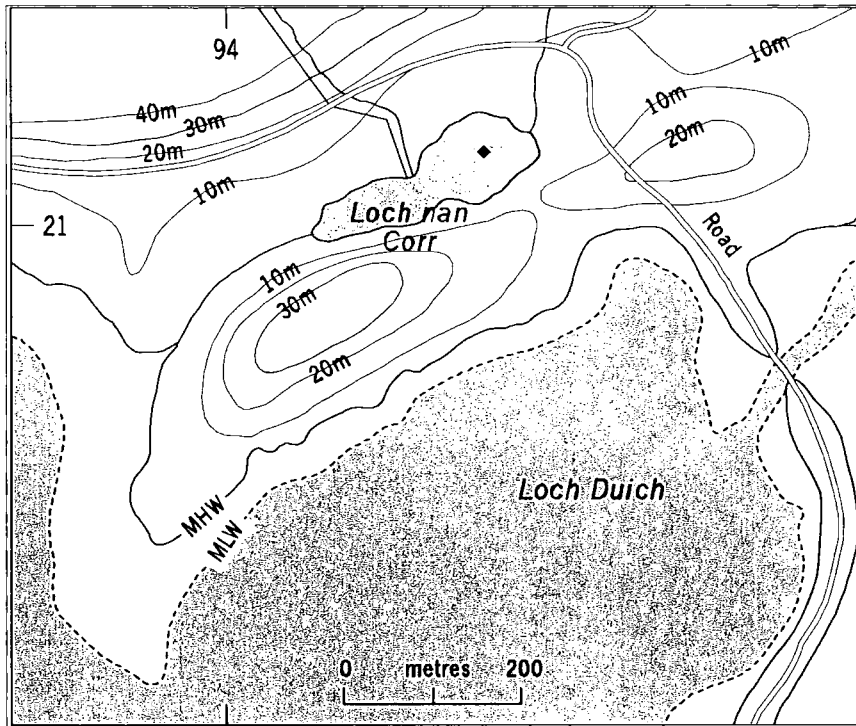 94
10m
40m
10m
30m
20m
20m
10m
21
Loch nan
Corr
Road
10m
30m
20m
Loch Duich
MHW
MLW
0 metres 200